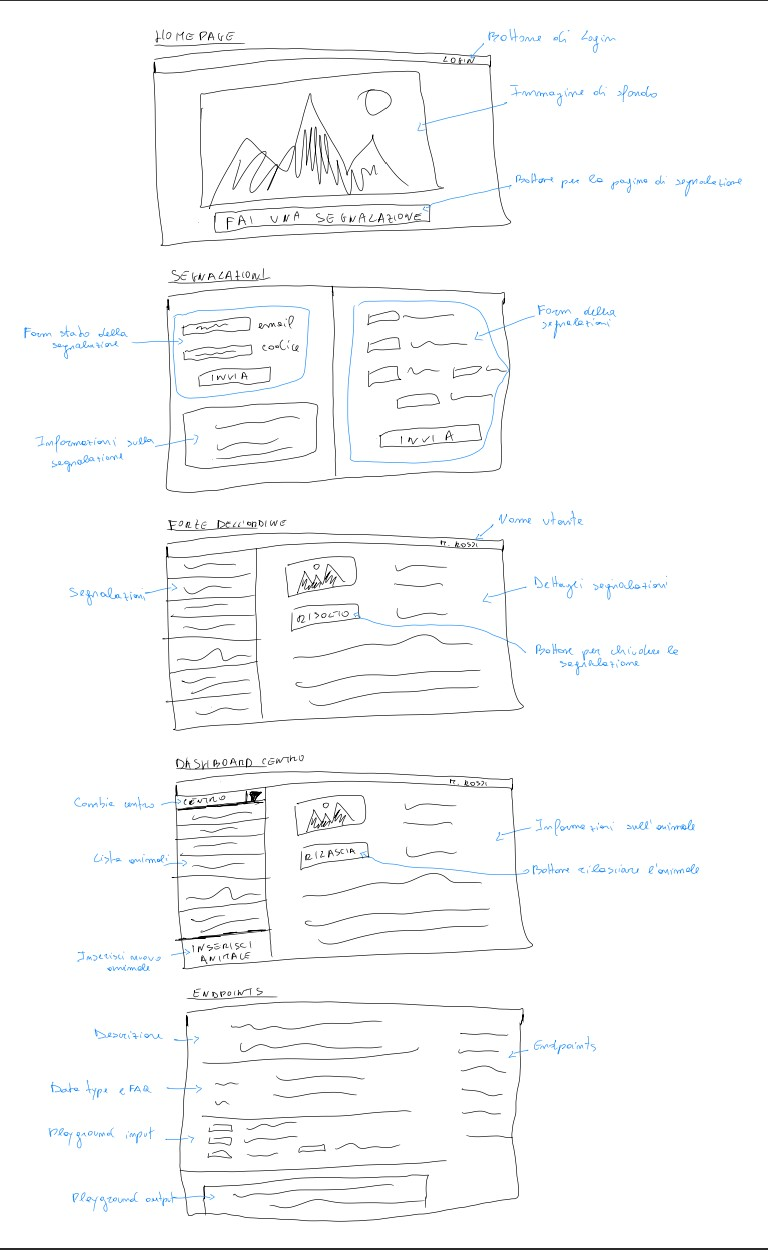 HOMEPAGE
Bottone di Login
LOGIN
Immagine di sfondo
Bottone per la pagina di segnalazione
FAI UNA SEGNALAZIONE
SEGNALAZIONI
Form stato della
segnalazione
email
codice
INVIA
Form della
segnalazioni
Informazioni sulla
segnalazione
INVIA
FORZE DELL'ORDINE
Nome utente
M. ROSSI
Segnalazioni
Dettagli segnalazioni
RISOLTO
Bottone per chiudere la
segnalazione
DASHBOARD CENTRO
M. ROSSI
Cambia centro
CENTRO
Informazioni sull'animale
Lista animali
RILASCIA
Bottone rilasciare l'animale
Inserisci nuovo
animale
INSERISCI
ANIMALE
ENDPOINTS
Descrizione
Endpoints
Data type e FAQ
Playground input
Playground output